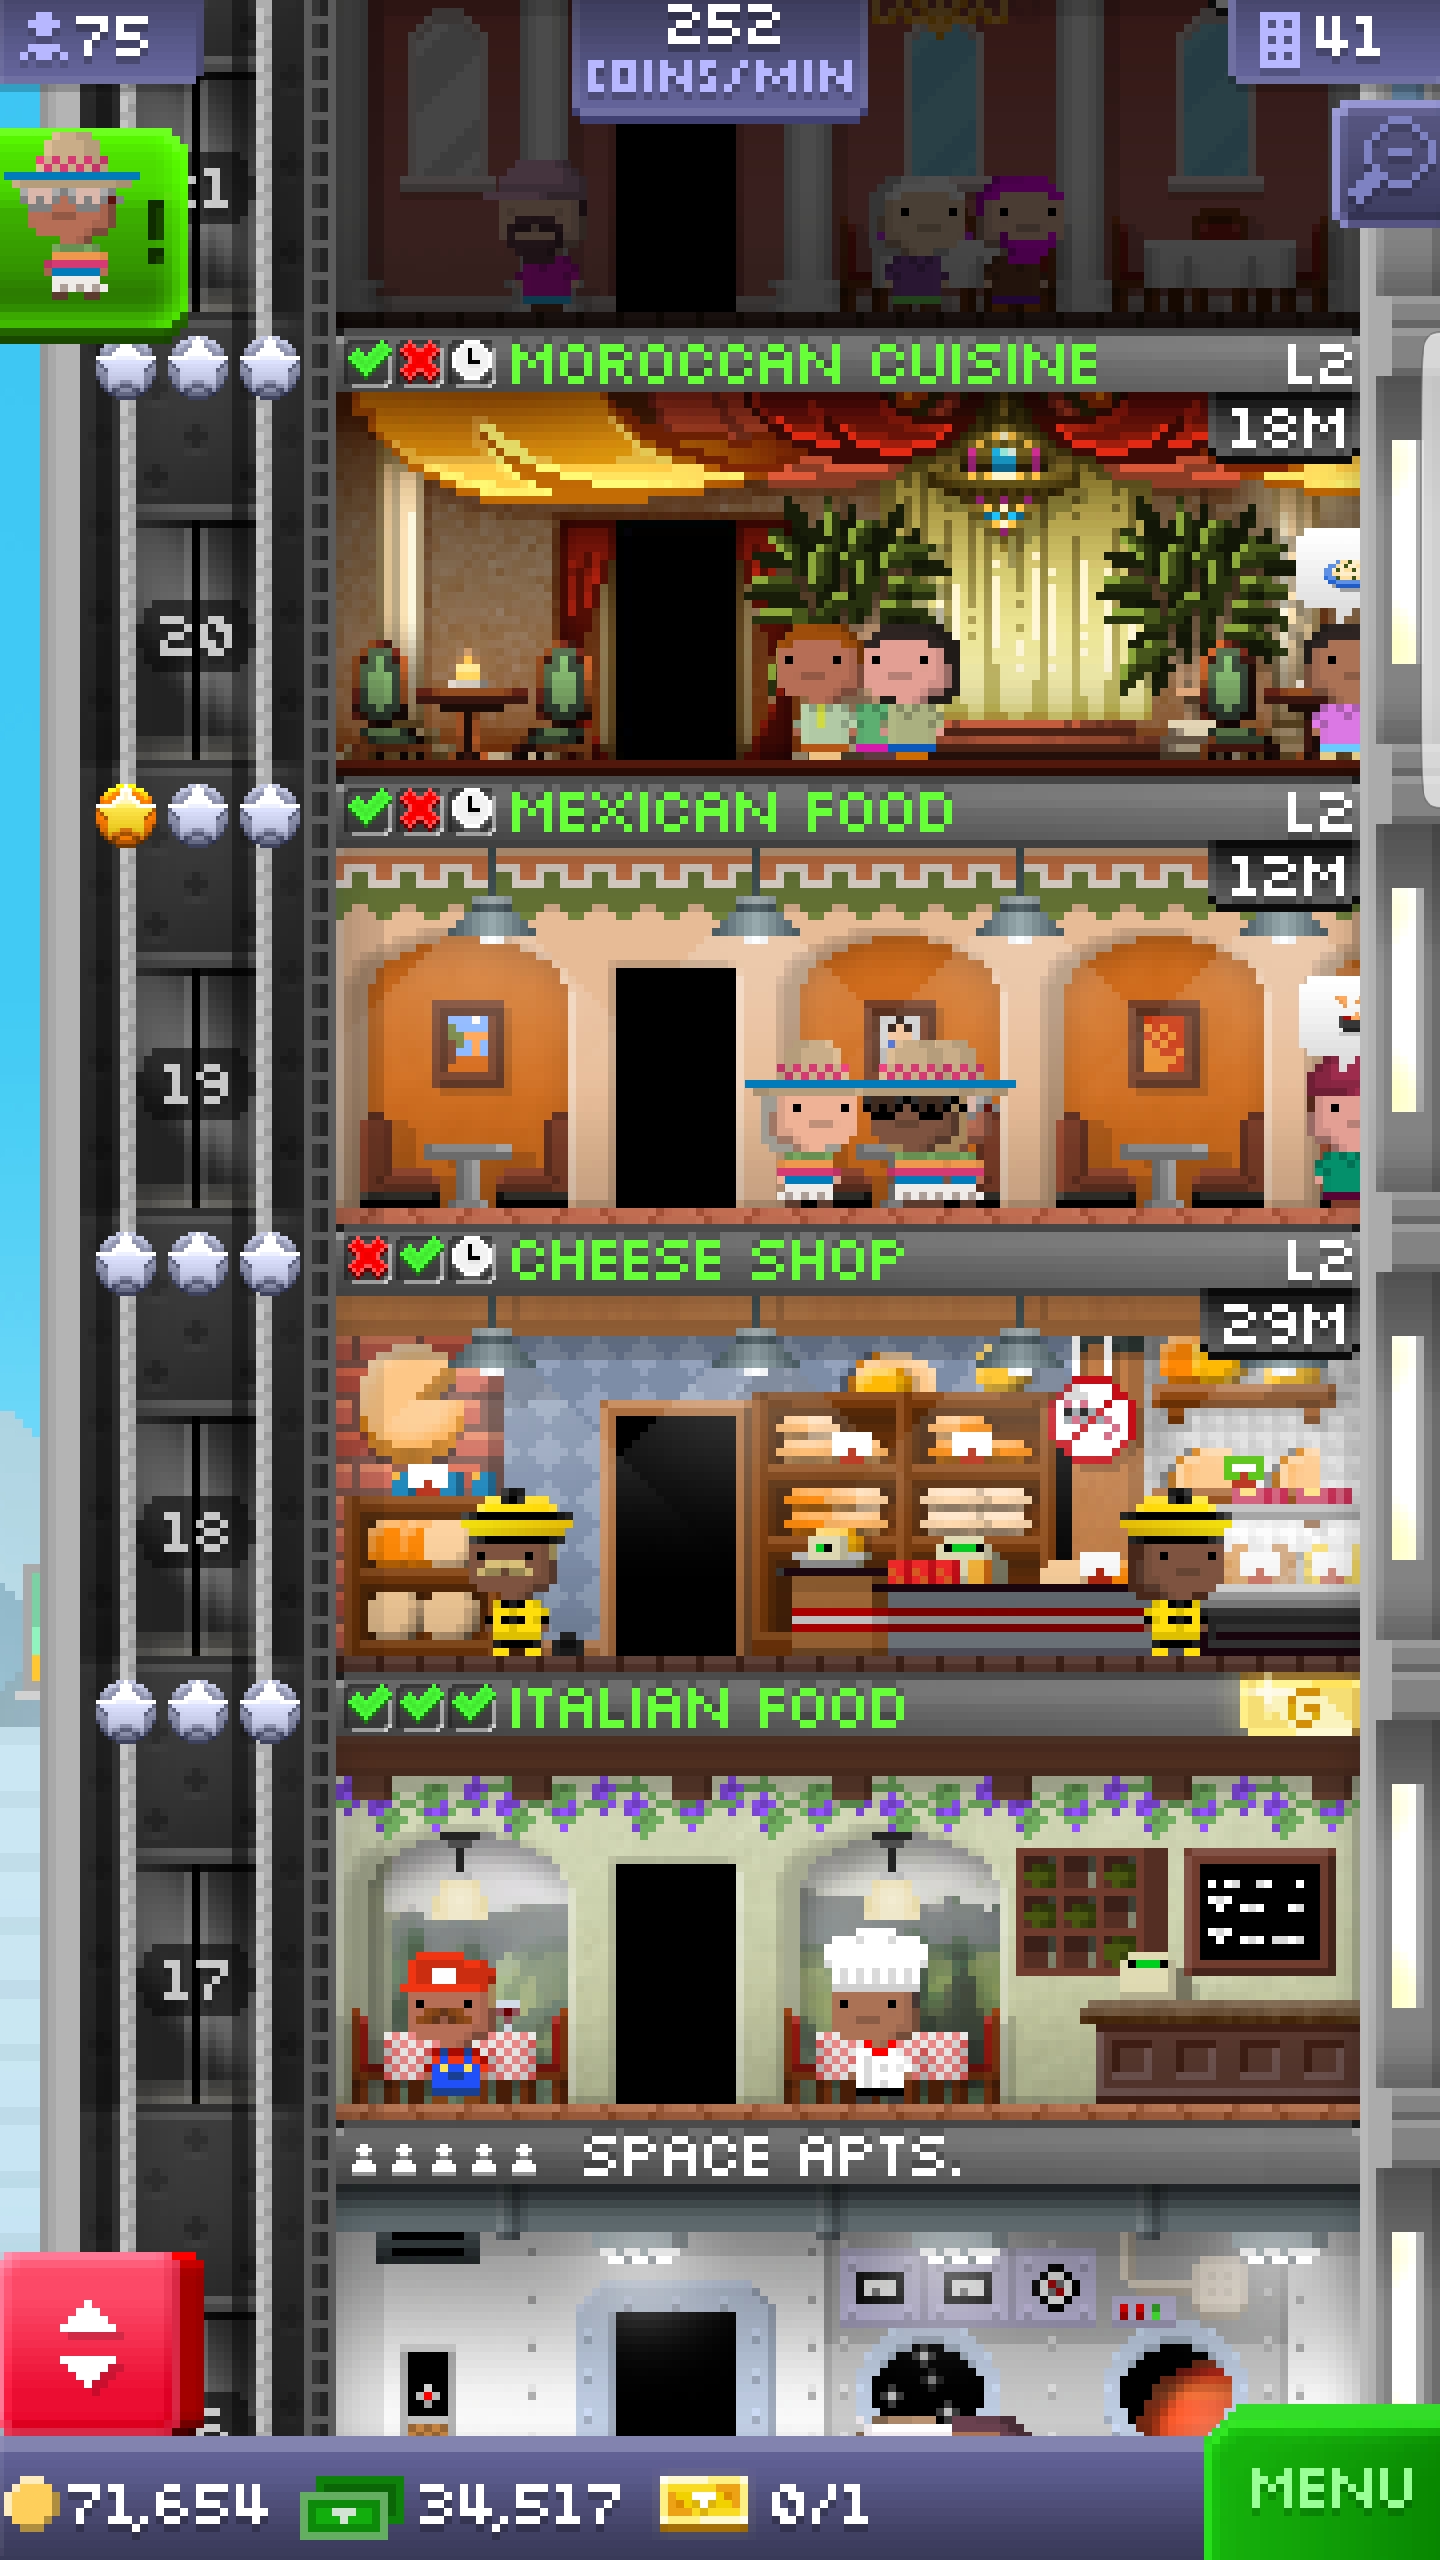 75
252
COINS/MIN
41
!
MOROCCAN CUISINE
L2
18M
20
MEXICAN FOOD
L2
12M
19
CHEESE SHOP
L2
29M
18
ITALIAN FOOD
G
17
SPACE APTS.
71,654
34,517
0/1
MENU